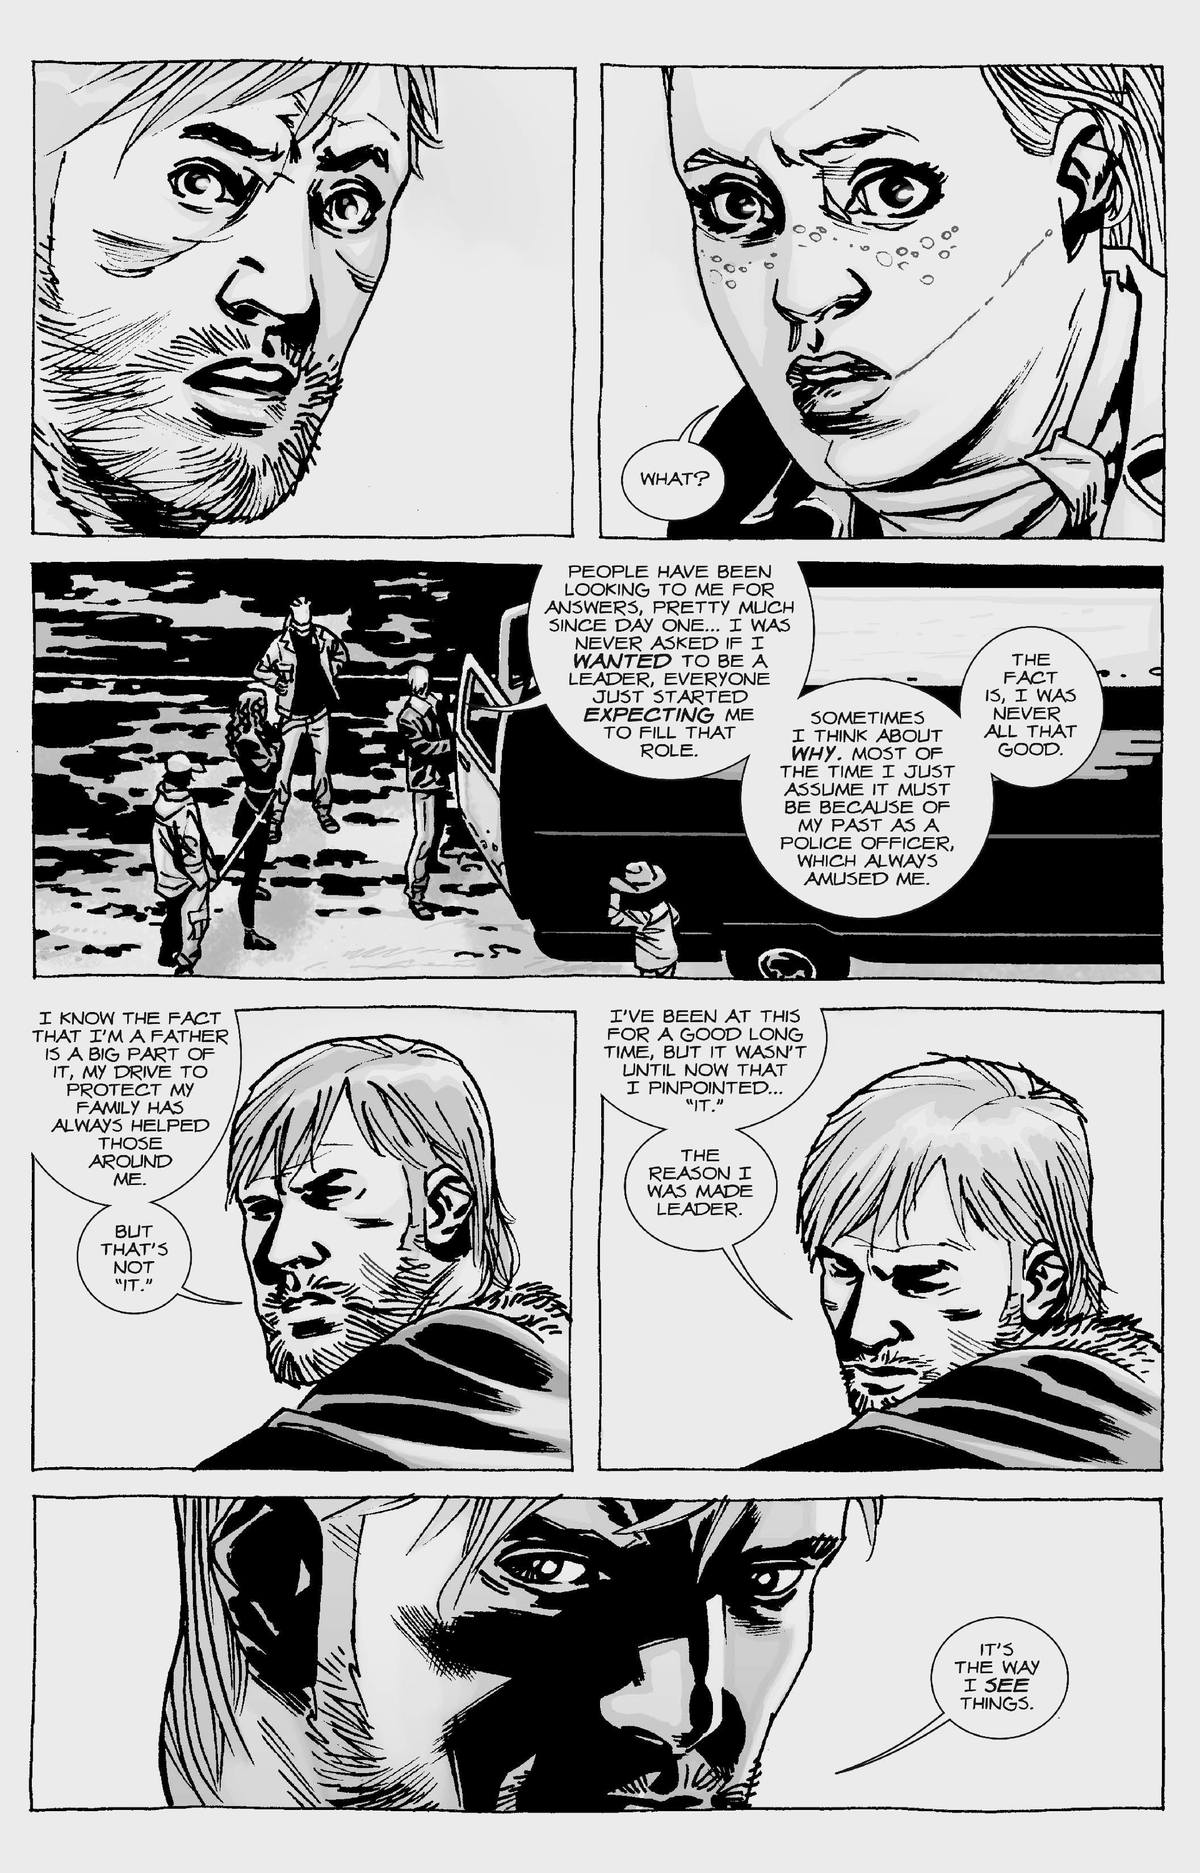 WHAT?
PEOPLE HAVE BEEN
LOOKING TO ME FOR
ANSWERS, PRETTY MUCH
SINCE DAY ONE... I WAS
NEVER ASKED IF I
WANTED TO BE A
LEADER, EVERYONE
JUST STARTED
EXPECTING ME
TO FILL THAT
ROLE.
SOMETIMES
I THINK ABOUT
WHY. MOST OF
THE TIME I JUST
ASSUME IT MUST
BE BECAUSE OF
MY PAST AS A
POLICE OFFICER,
WHICH ALWAYS
AMUSED ME.
THE
FACT
IS, I WAS
NEVER
ALL THAT
GOOD.
I KNOW THE FACT
THAT I'M A FATHER
IS A BIG PART OF
IT, MY DRIVE TO
PROTECT MY
FAMILY HAS
ALWAYS HELPED
THOSE
AROUND
ME.
BUT
THAT'S
NOT
"IT."
I'VE BEEN AT THIS
FOR A GOOD LONG
TIME, BUT IT WASN'T
UNTIL NOW THAT
I PINPOINTED...
"IT."
THE
REASON I
WAS MADE
LEADER.
IT'S
THE WAY
I SEE
THINGS.